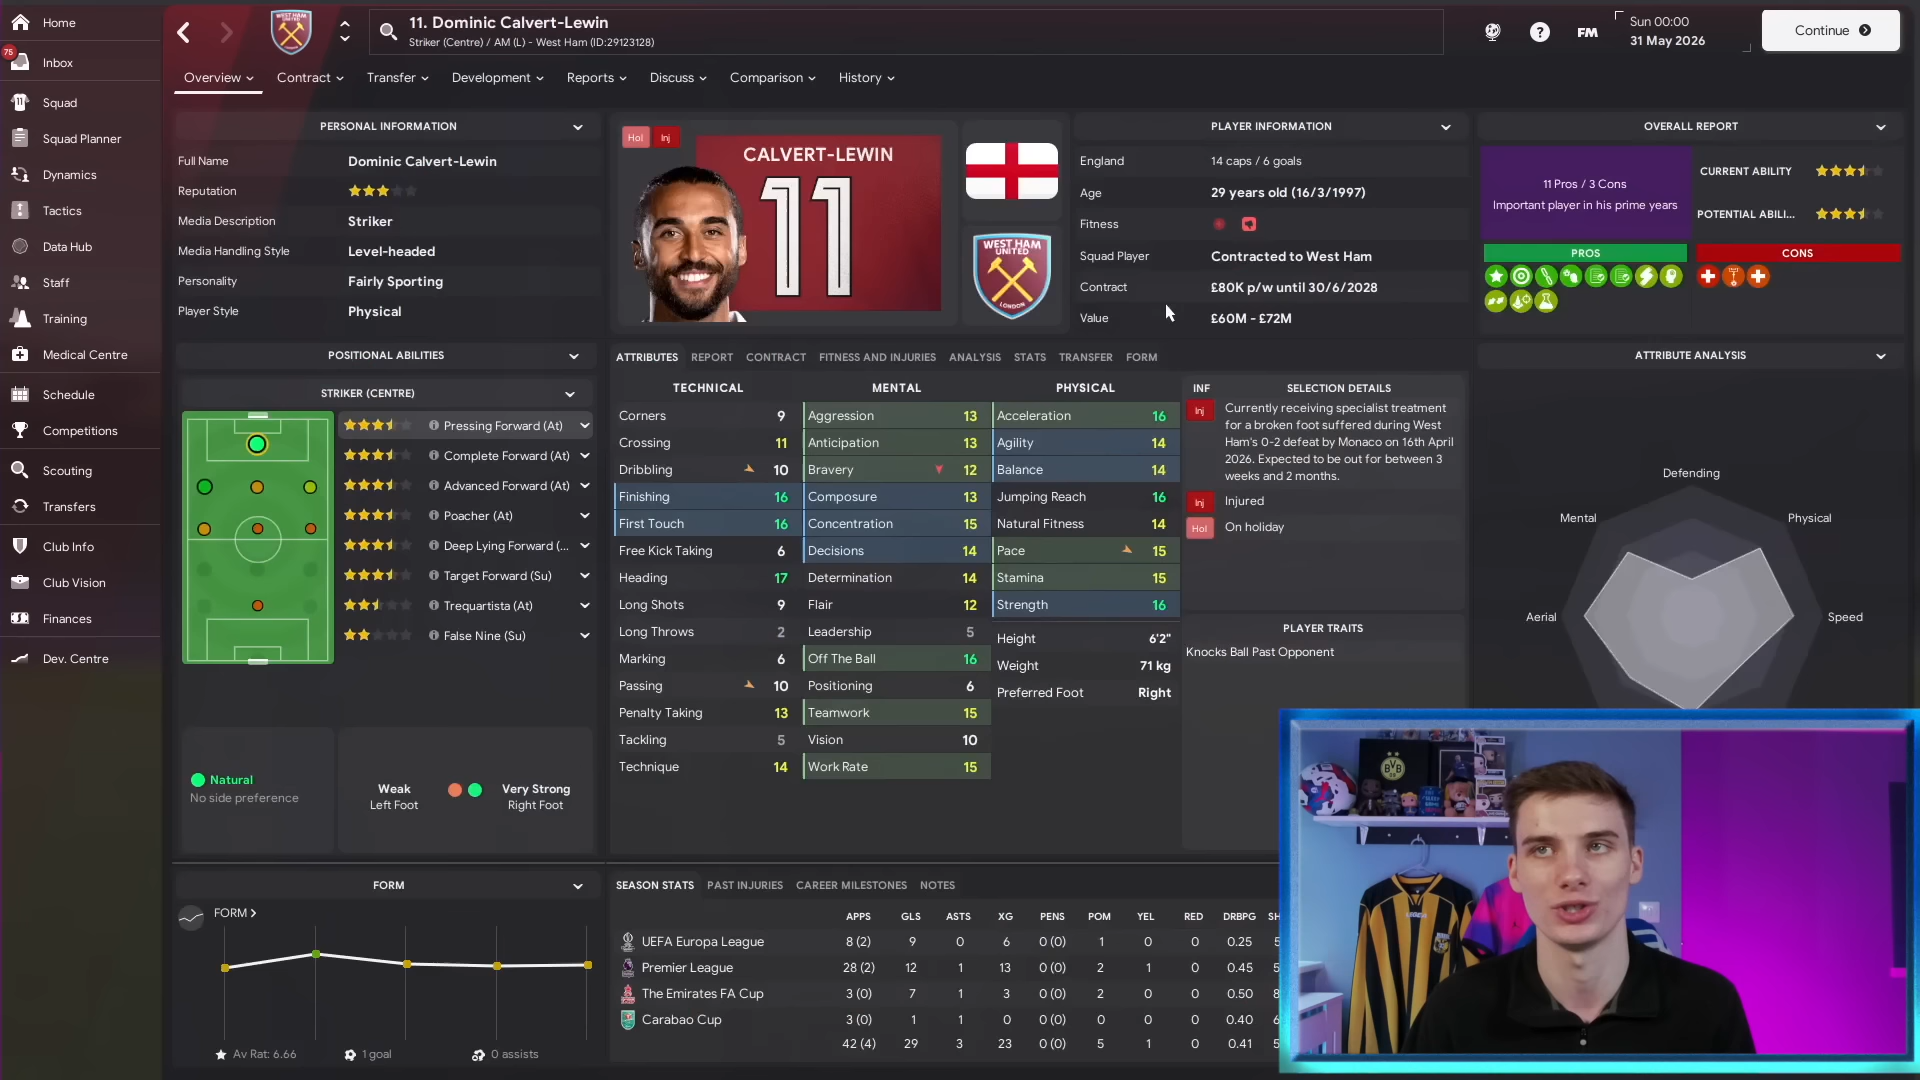 Home
75
Inbox
Squad
Squad Planner
Dynamics
Tactics
Data Hub
Staff
Training
Medical Centre
Schedule
Competitions
Scouting
Transfers
Club Info
Club Vision
Finances
Dev. Centre
11. Dominic Calvert-Lewin
Striker (Centre) / AM (L) - West Ham (ID:29123128)
FM
Sun 00:00
31 May 2026
Continue
Overview
Contract
Transfer
Development
Reports
Discuss
Comparison
History
PERSONAL INFORMATION
Full Name Dominic Calvert-Lewin
Reputation
Media Description Striker
Media Handling Style Level-headed
Personality Fairly Sporting
Player Style Physical
Hol Inj
CALVERT-LEWIN
11
WEST HAM
UNITED
LONDON
PLAYER INFORMATION
England 14 caps / 6 goals
Age 29 years old (16/3/1997)
Fitness
Squad Player Contracted to West Ham
Contract £80K p/w until 30/6/2028
Value £60M - £72M
OVERALL REPORT
11 Pros / 3 Cons
Important player in his prime years
CURRENT ABILITY
POTENTIAL ABILI...
PROS
CONS
POSITIONAL ABILITIES
STRIKER (CENTRE)
Pressing Forward (At)
Complete Forward (At)
Advanced Forward (At)
Poacher (At)
Deep Lying Forward (...
Target Forward (Su)
Trequartista (At)
False Nine (Su)
Natural
No side preference
Weak
Left Foot
Very Strong
Right Foot
ATTRIBUTES REPORT CONTRACT FITNESS AND INJURIES ANALYSIS STATS TRANSFER FORM
TECHNICAL
Corners 9
Crossing 11
Dribbling 10
Finishing 16
First Touch 16
Free Kick Taking 6
Heading 17
Long Shots 9
Long Throws 2
Marking 6
Passing 10
Penalty Taking 13
Tackling 5
Technique 14
MENTAL
Aggression 13
Anticipation 13
Bravery 12
Composure 13
Concentration 15
Decisions 14
Determination 14
Flair 12
Leadership 5
Off The Ball 16
Positioning 6
Teamwork 15
Vision 10
Work Rate 15
PHYSICAL
Acceleration 16
Agility 14
Balance 14
Jumping Reach 16
Natural Fitness 14
Pace 15
Stamina 15
Strength 16
Height 6'2"
Weight 71 kg
Preferred Foot Right
INF SELECTION DETAILS
Inj Currently receiving specialist treatment
for a broken foot suffered during West
Ham's 0-2 defeat by Monaco on 16th April
2026. Expected to be out for between 3
weeks and 2 months.
Inj Injured
Hol On holiday
PLAYER TRAITS
Knocks Ball Past Opponent
ATTRIBUTE ANALYSIS
Defending
Mental
Physical
Aerial
Speed
FORM
FORM
Av Rat: 6.66
1 goal
0 assists
SEASON STATS PAST INJURIES CAREER MILESTONES NOTES
APPS GLS ASTS XG PENS POM YEL RED DRBPG SH
UEFA Europa League 8 (2) 9 0 6 0 (0) 1 0 0 0.25 5
Premier League 28 (2) 12 1 13 0 (0) 2 1 0 0.45 5
The Emirates FA Cup 3 (0) 7 1 3 0 (0) 2 0 0 0.50 8
Carabao Cup 3 (0) 1 1 0 0 (0) 0 0 0 0.40 6
42 (4) 29 3 23 0 (0) 5 1 0 0.41 5
BVB
09